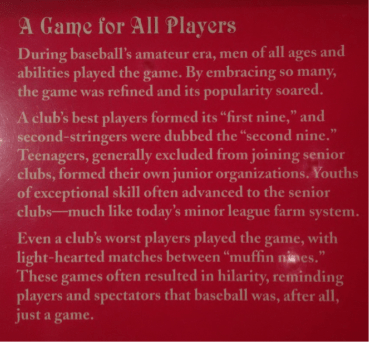 A Game for All Players
During baseball's amateur era, men of all ages and
abilities played the game. By embracing so many,
the game was refined and its popularity soared.
A club's best players formed its "first nine," and
second-stringers were dubbed the "second nine."
Teenagers, generally excluded from joining senior
clubs, formed their own junior organizations. Youths
of exceptional skill often advanced to the senior
clubs—much like today's minor league farm system.
Even a club's worst players played the game, with
light-hearted matches between "muffin nines."
These games often resulted in hilarity, reminding
players and spectators that baseball was, after all,
just a game.